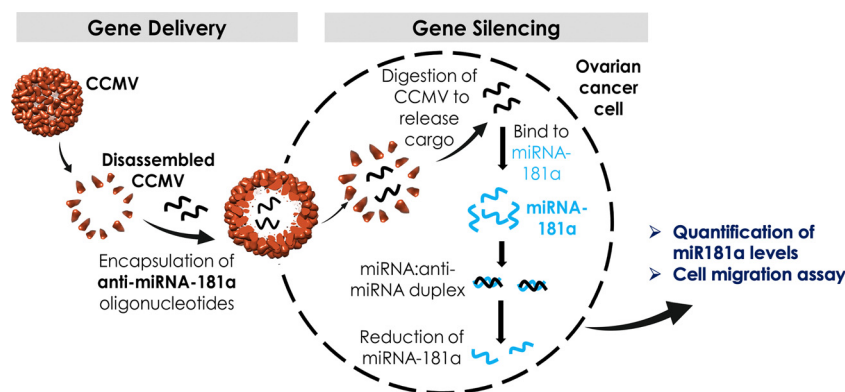 Gene Delivery
Gene Silencing
CCMV
Disassembled
CCMV
Encapsulation of
anti-miRNA-181a
oligonucleotides
Digestion of
CCMV to
release
cargo
Ovarian
cancer
cell
Bind to
miRNA-
181a
miRNA-
181a
miRNA:anti-
miRNA duplex
Reduction of
miRNA-181a
➢ Quantification of
miR181a levels
➢ Cell migration assay